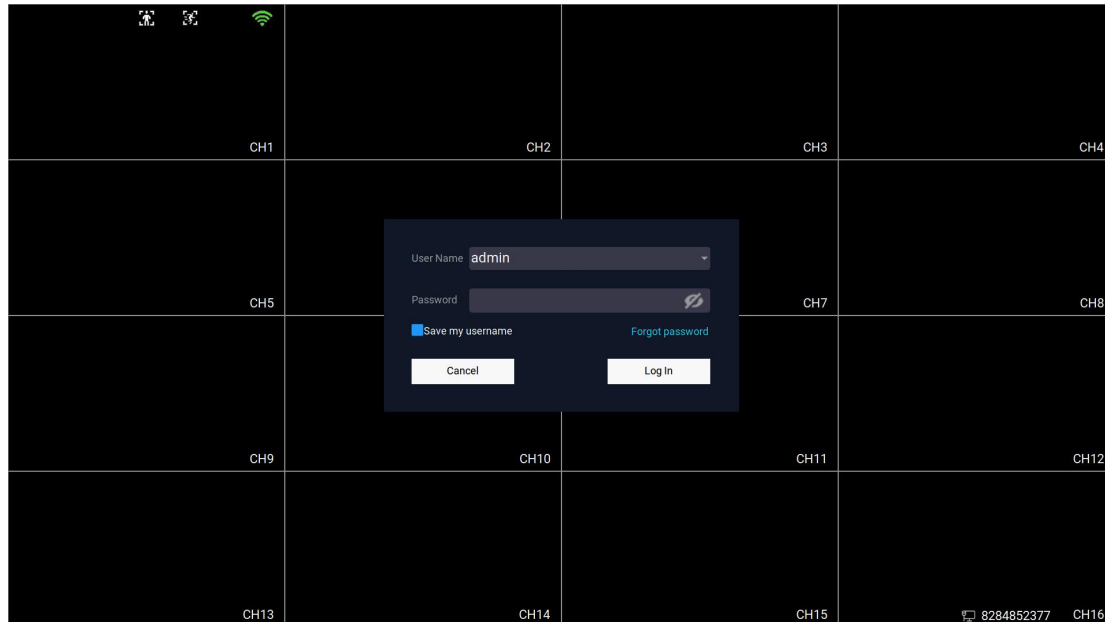 CH1
CH2
CH3
CH4
User Name admin
Password
CH5
CH7
CH8
Save my username
Forgot password
Cancel
Log In
CH9
CH10
CH11
CH12
CH13
CH14
CH15
8284852377
CH16